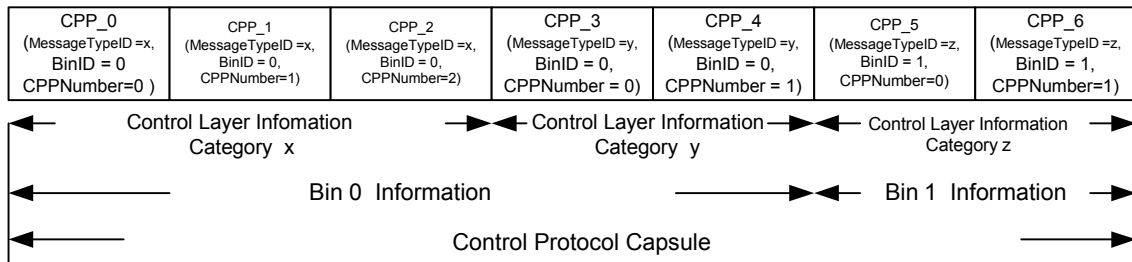 CPP_0
(MessageTypeID =x,
BinID = 0
CPPNumber=0 )
CPP_1
(MessageTypeID =x,
BinID = 0,
CPPNumber=1)
CPP_2
(MessageTypeID =x,
BinID = 0,
CPPNumber=2)
CPP_3
(MessageTypeID =y,
BinID = 0,
CPPNumber = 0)
CPP_4
(MessageTypeID =y,
BinID = 0,
CPPNumber = 1)
CPP_5
(MessageTypeID =z,
BinID = 1,
CPPNumber=0)
CPP_6
(MessageTypeID =z,
BinID = 1,
CPPNumber=1)
Control Layer Infomation
Category x
Control Layer Information
Category y
Control Layer Information
Category z
Bin 0 Information
Bin 1 Information
Control Protocol Capsule